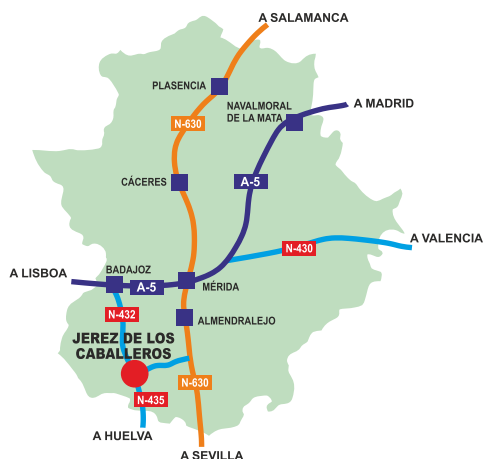 A SALAMANCA
PLASENCIA
NAVALMORAL
DE LA MATA
A MADRID
N-630
CÁCERES
A-5
A VALENCIA
N-430
A LISBOA
BADAJOZ
A-5
MÉRIDA
N-432
ALMENDRALEJO
JEREZ DE LOS
CABALLEROS
N-630
N-435
A HUELVA
A SEVILLA